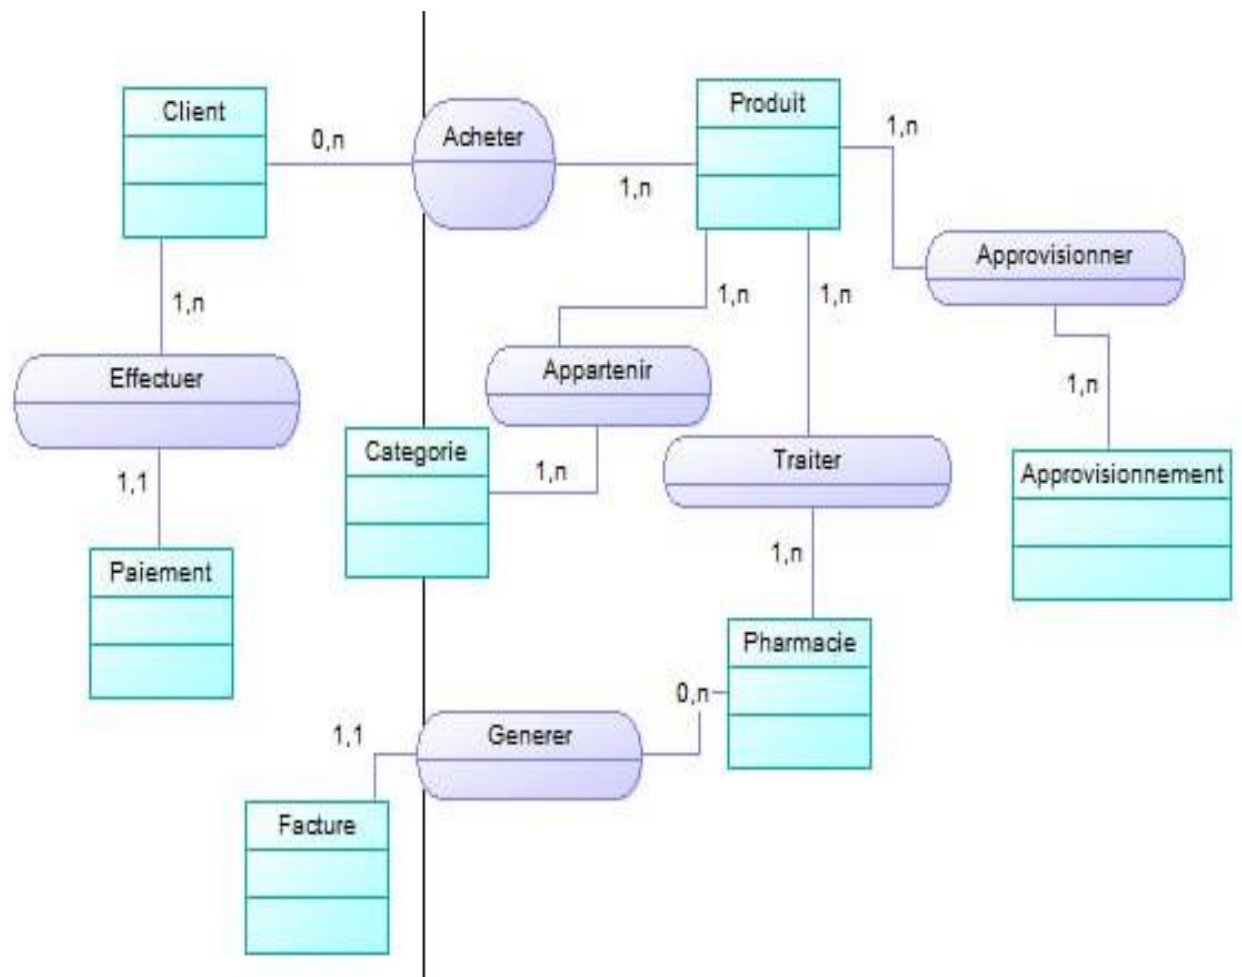 Client
Produit
Acheter
0,n
1,n
1,n
Approvisionner
1,n
1,n
1,n
Effectuer
Appartenir
1,n
Categorie
Traiter
1,n
Approvisionnement
1,1
1,n
Paiement
Pharmacie
0,n
1,1
Generer
Facture